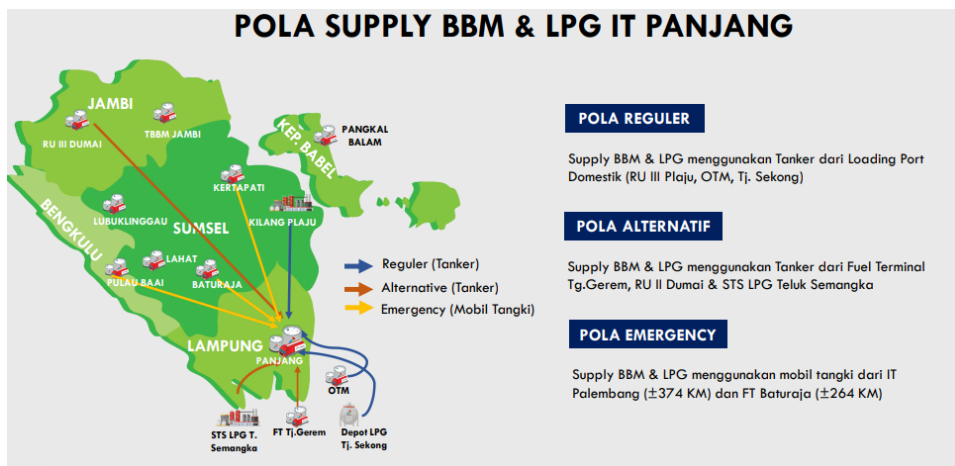 POLA SUPPLY BBM & LPG IT PANJANG
JAMBI
RU III DUMAI
TBBM JAMBI
KEP. BABEL
PANGKAL
BALAM
KERTAPATI
KILANG PLAJU
BENGKULU
LUBUKLINGGAU
SUMSEL
LAHAT
PULAU BAAI
BATURAJA
LAMPUNG
PANJANG
OTM
STS LPG T.
Semangka
FT Tj.Gerem
Depot LPG
Tj. Sekong
Reguler (Tanker)
Alternative (Tanker)
Emergency (Mobil Tangki)
POLA REGULER
Supply BBM & LPG menggunakan Tanker dari Loading Port
Domestik (RU III Plaju, OTM, Tj. Sekong)
POLA ALTERNATIF
Supply BBM & LPG menggunakan Tanker dari Fuel Terminal
Tg.Gerem, RU II Dumai & STS LPG Teluk Semangka
POLA EMERGENCY
Supply BBM & LPG menggunakan mobil tangki dari IT
Palembang (±374 KM) dan FT Baturaja (±264 KM)